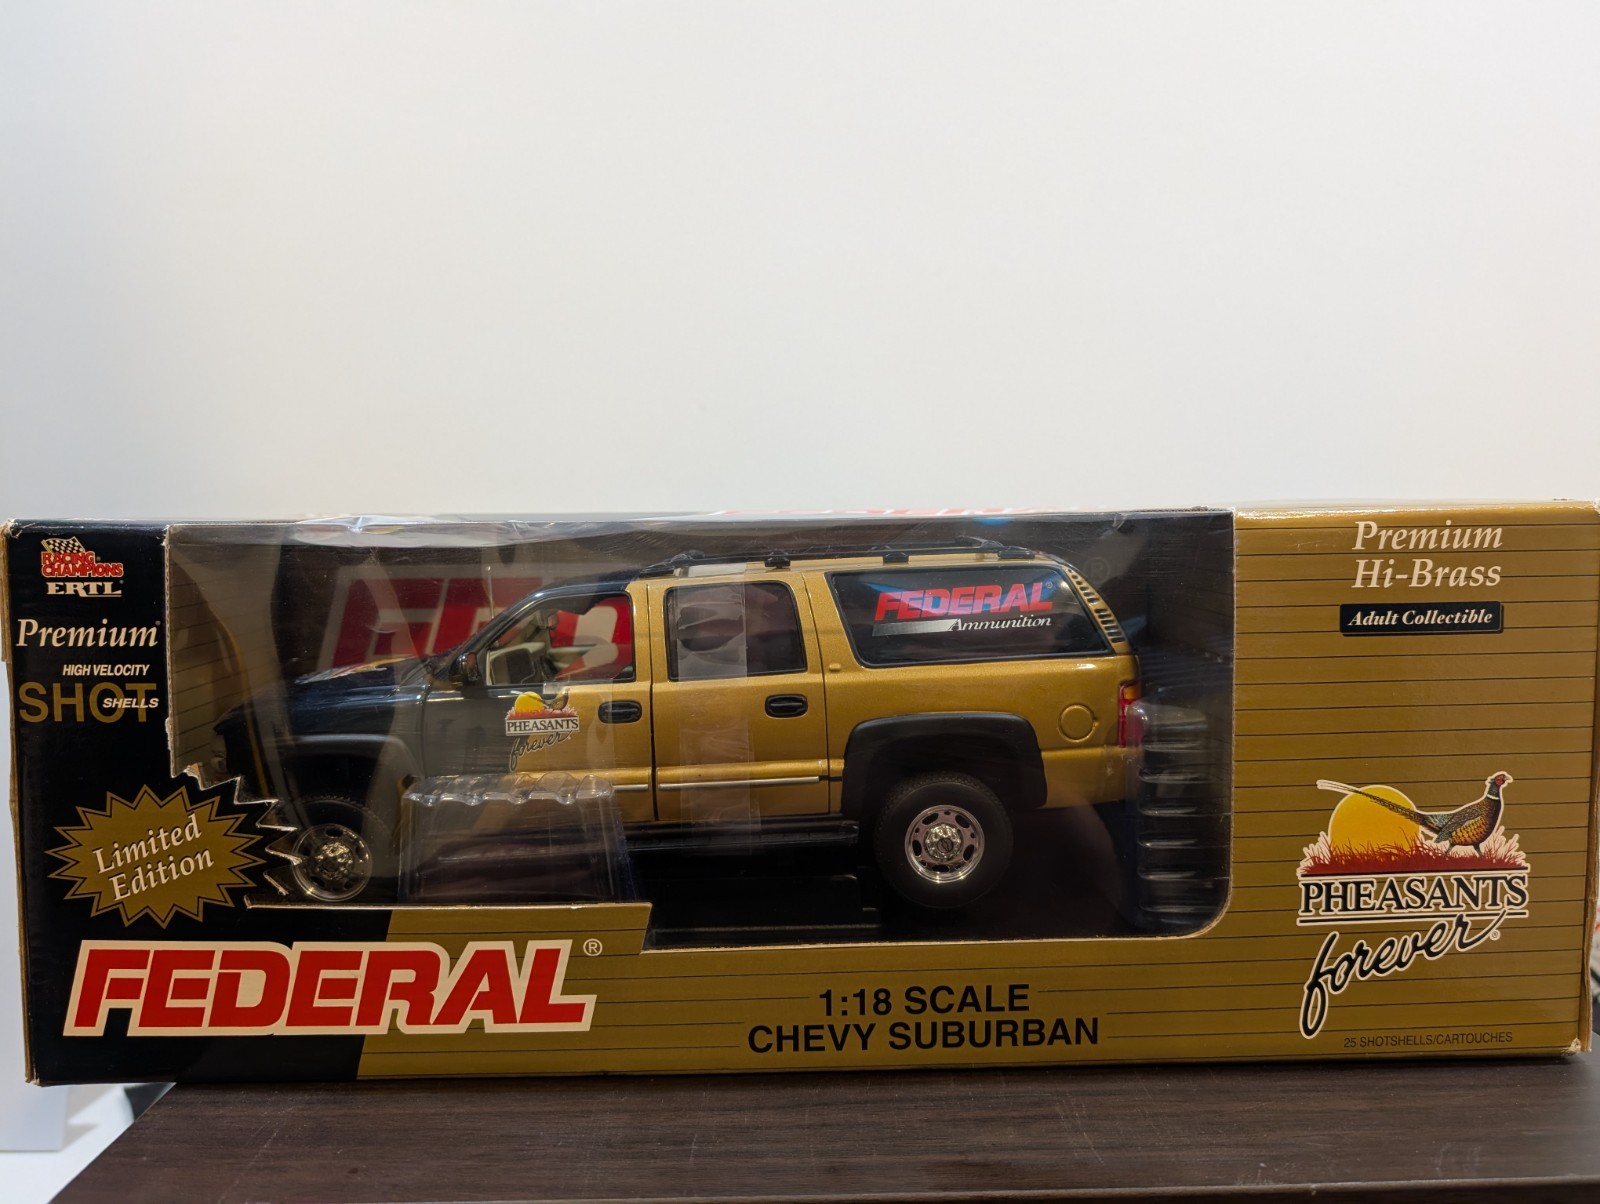 RACING
CHAMPIONS
ERTL
Premium
HIGH VELOCITY
SHOT
SHELLS
Limited
Edition
FEDERAL®
FEDERAL
Ammunition
PHEASANTS
forever
1:18 SCALE
CHEVY SUBURBAN
Premium
Hi-Brass
Adult Collectible
PHEASANTS
forever
25 SHOTSHELLS/CARTOUCHES